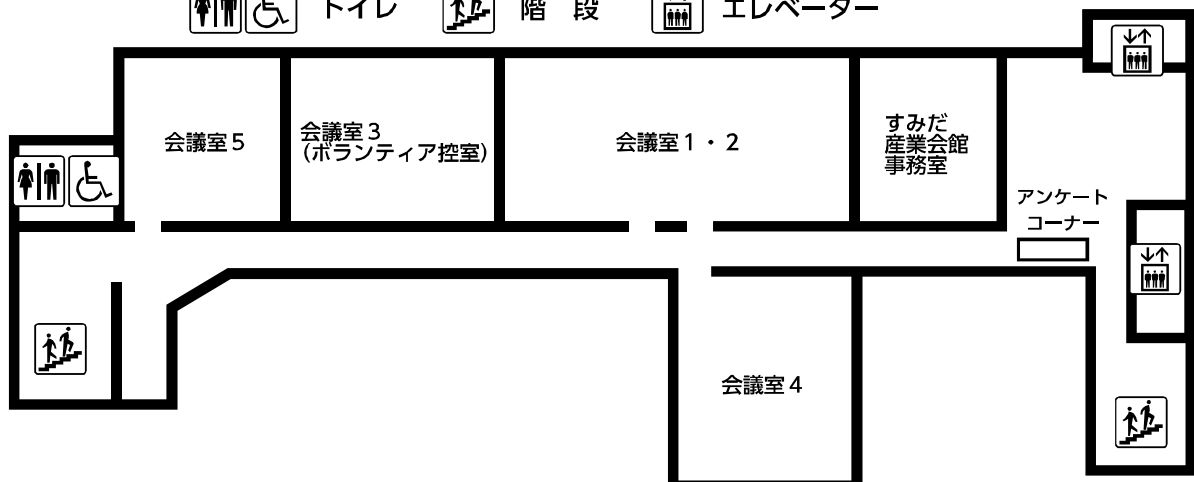 トイレ 階 段 エレベーター
会議室5
会議室3
(ボランティア控室)
会議室1・2
すみだ
産業会館
事務室
アンケート
コーナー
会議室4